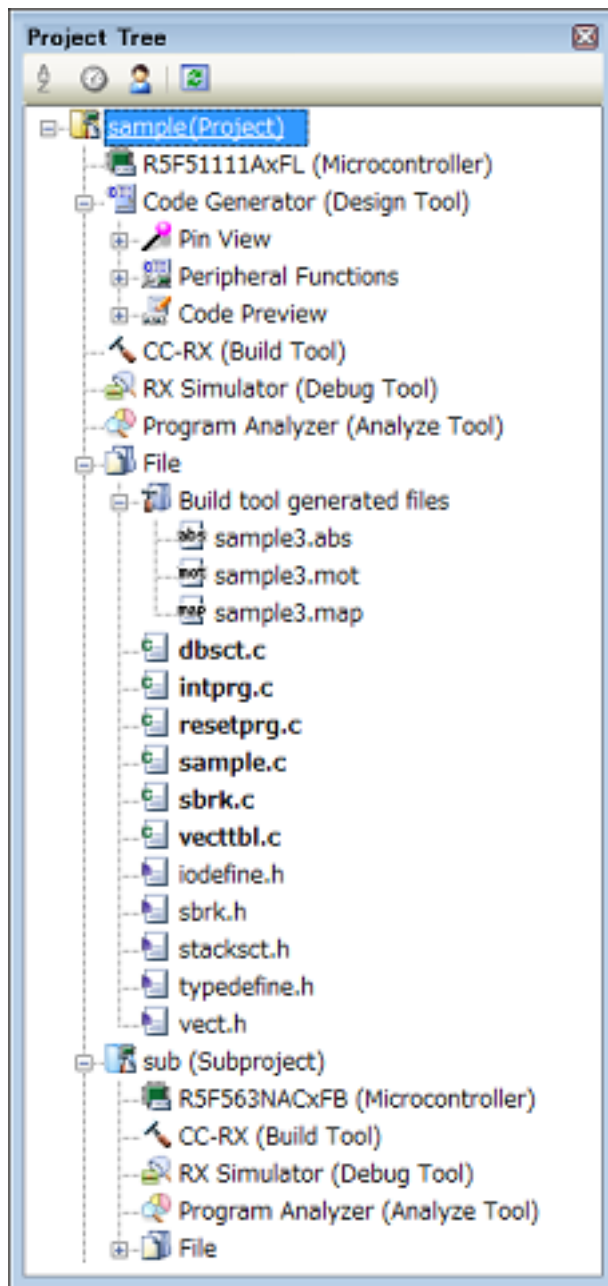 Project Tree
sample(Project)
R5F51111AxFL (Microcontroller)
Code Generator (Design Tool)
Pin View
Peripheral Functions
Code Preview
CC-RX (Build Tool)
RX Simulator (Debug Tool)
Program Analyzer (Analyze Tool)
File
Build tool generated files
sample3.abs
sample3.mot
sample3.map
dbsct.c
intprg.c
resetprg.c
sample.c
sbrk.c
vecttbl.c
iodefine.h
sbrk.h
stacksct.h
typedefine.h
vect.h
sub (Subproject)
R5F563NACxFB (Microcontroller)
CC-RX (Build Tool)
RX Simulator (Debug Tool)
Program Analyzer (Analyze Tool)
File